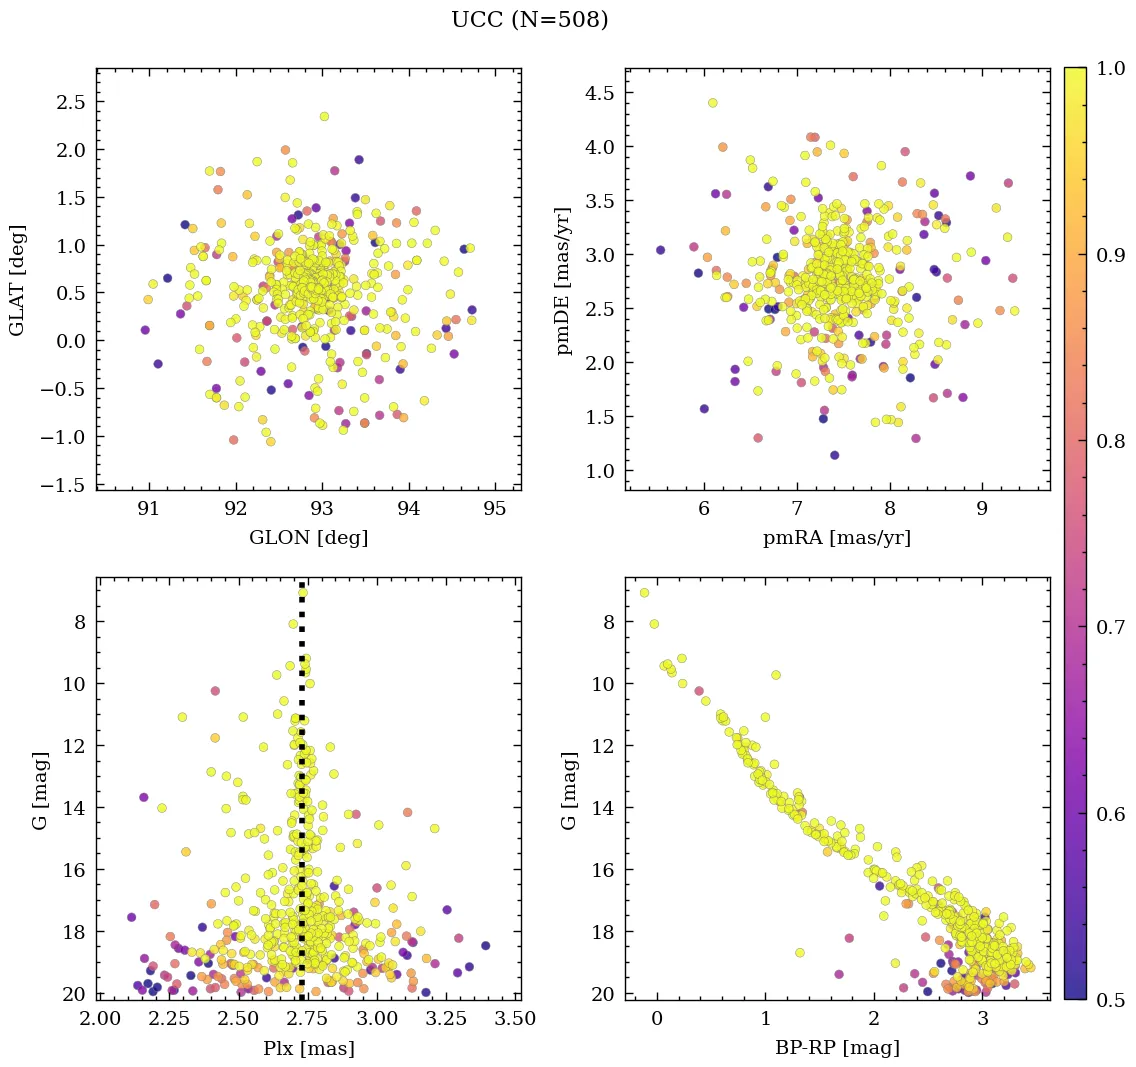 UCC (N=508)
2.5
2.0
1.5
1.0
0.5
0.0
−0.5
−1.0
−1.5
GLAT [deg]
91 92 93 94 95
GLON [deg]
4.5
4.0
3.5
3.0
2.5
2.0
1.5
1.0
pmDE [mas/yr]
6 7 8 9
pmRA [mas/yr]
1.0
0.9
0.8
0.7
0.6
0.5
8
10
12
14
16
18
20
G [mag]
2.00 2.25 2.50 2.75 3.00 3.25 3.50
Plx [mas]
8
10
12
14
16
18
20
G [mag]
0 1 2 3
BP-RP [mag]